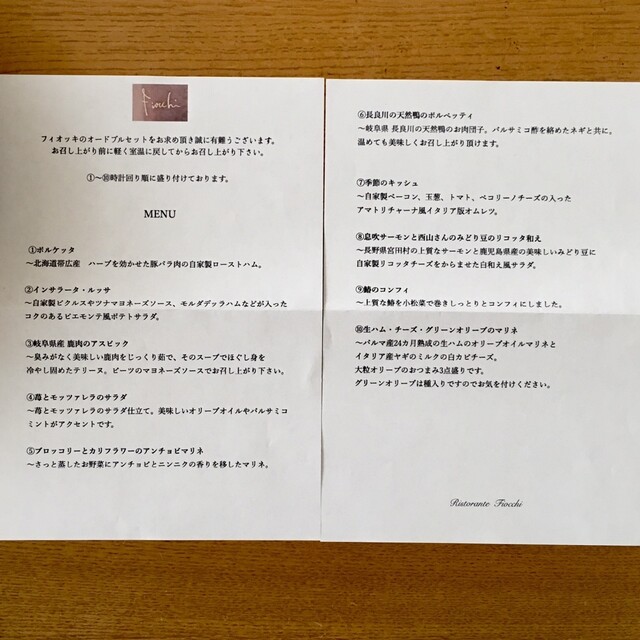 Fiocchi
フィオッキのオードブルセットをお求め頂き誠に有難うございます。
お召し上がり前に軽く室温に戻してからお召し上がり下さい。
①～⑩時計回り順に盛り付けております。
MENU
①ポルケッタ
～北海道帯広産 ハーブを効かせた豚バラ肉の自家製ローストハム。
②インサラータ・ルッサ
～自家製ピクルスやツナマヨネーズソース、モルダデッラハムなどが入った
コクのあるピエモンテ風ポテトサラダ。
③岐阜県産 鹿肉のアスピック
～臭みがなく美味しい鹿肉をじっくり茹で、そのスープでほぐし身を
冷やし固めたテリーヌ。ビーツのマヨネーズソースでお召し上がり下さい。
④苺とモッツァレラのサラダ
～苺とモッツァレラのサラダ仕立て。美味しいオリーブオイルやバルサミコ
ミントがアクセントです。
⑤ブロッコリーとカリフラワーのアンチョビマリネ
～さっと蒸したお野菜にアンチョビとニンニクの香りを移したマリネ。
⑥長良川の天然鴨のポルペッティ
～岐阜県 長良川の天然鴨のお肉団子。バルサミコ酢を絡めたネギと共に。
温めても美味しくお召し上がり頂けます。
⑦季節のキッシュ
～自家製ベーコン、玉葱、トマト、ペコリーノチーズの入った
アマトリチャーナ風イタリア版オムレツ。
⑧息吹サーモンと西山さんのみどり豆のリコッタ和え
～長野県宮田村の上質なサーモンと鹿児島県産の美味しいみどり豆に
自家製リコッタチーズをからませた白和え風サラダ。
⑨鰆のコンフィ
～上質な鰆を小松菜で巻きしっとりとコンフィにしました。
⑩生ハム・チーズ・グリーンオリーブのマリネ
～パルマ産24カ月熟成の生ハムのオリーブオイルマリネと
イタリア産ヤギのミルクの白カビチーズ。
大粒オリーブのおつまみ3点盛りです。
グリーンオリーブは種入りですのでお気を付けください。
Ristorante Fiocchi